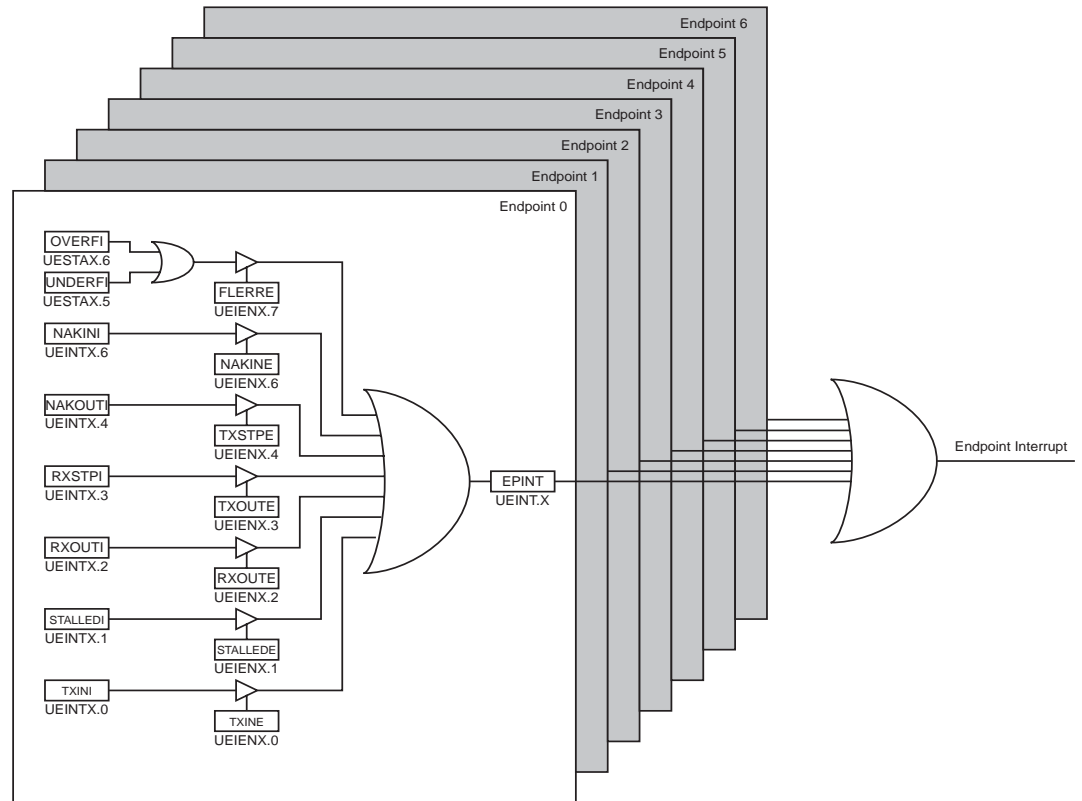 Endpoint 6
Endpoint 5
Endpoint 4
Endpoint 3
Endpoint 2
Endpoint 1
Endpoint 0
OVERFI
UESTAX.6
UNDERFI
UESTAX.5
FLERRE
UEIENX.7
NAKINI
UEINTX.6
NAKINE
UEIENX.6
NAKOUTI
UEINTX.4
TXSTPE
UEIENX.4
RXSTPI
UEINTX.3
TXOUTE
UEIENX.3
RXOUTI
UEINTX.2
RXOUTE
UEIENX.2
STALLEDI
UEINTX.1
STALLEDE
UEIENX.1
TXINI
UEINTX.0
TXINE
UEIENX.0
EPINT
UEINT.X
Endpoint Interrupt